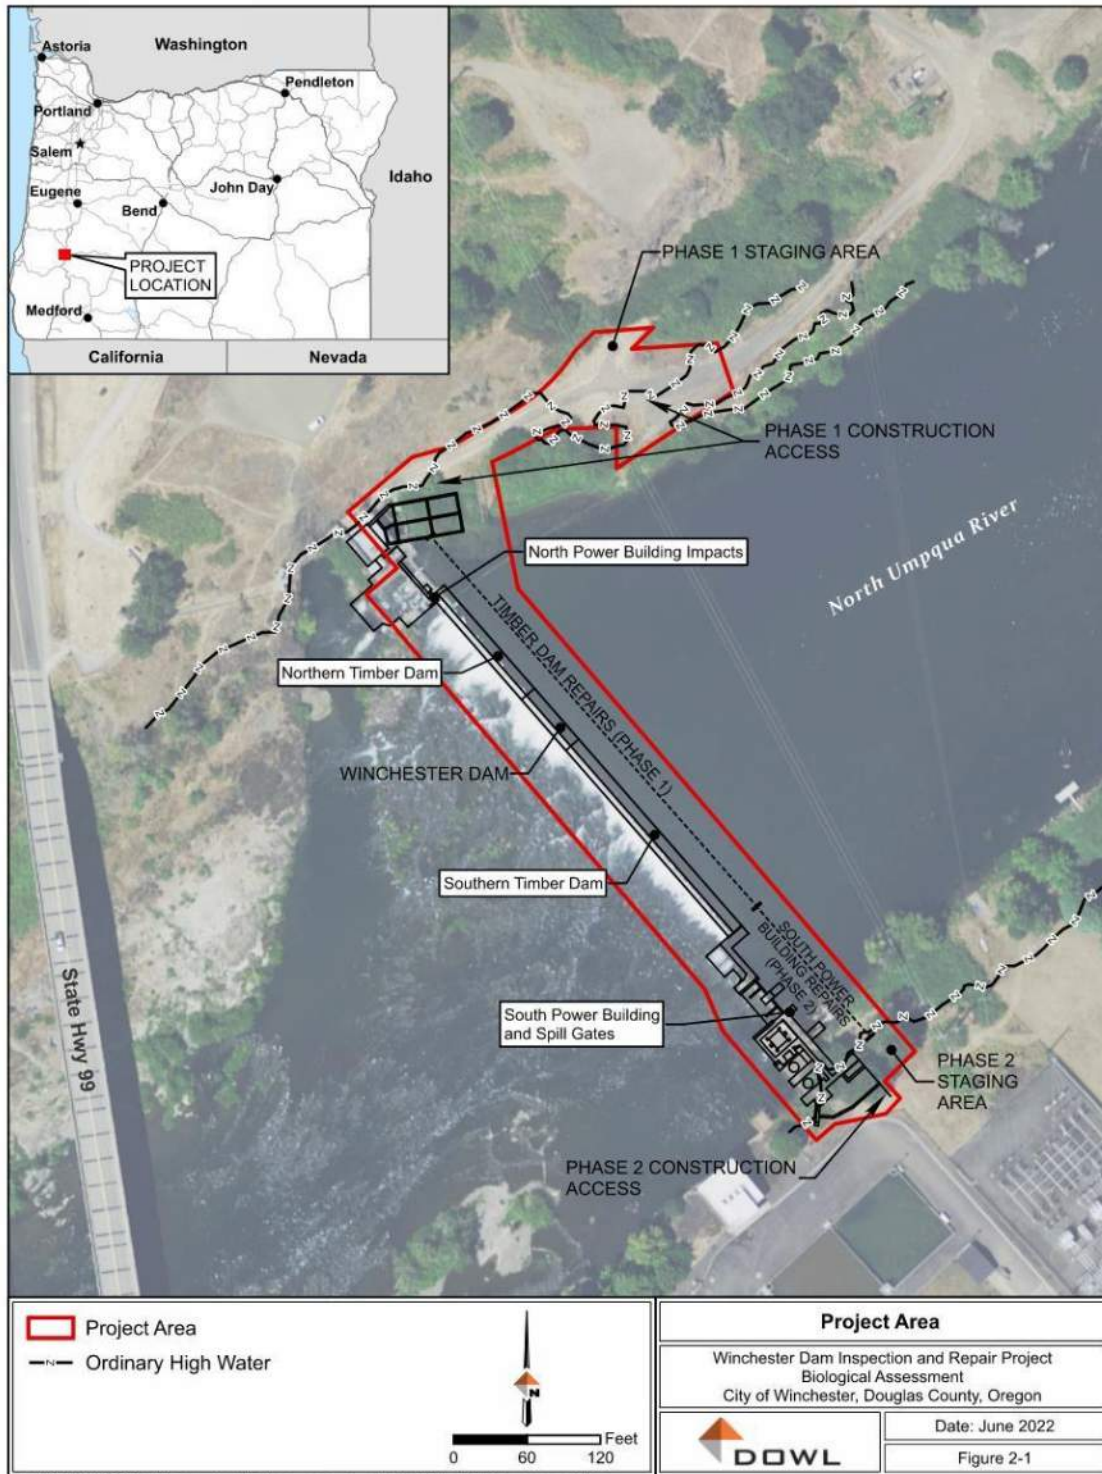 Washington
Astoria
Pendleton
Portland
Salem
Idaho
John Day
Eugene
Bend
PROJECT
LOCATION
Medford
California
Nevada
PHASE 1 STAGING AREA
PHASE 1 CONSTRUCTION
ACCESS
North Umpqua River
North Power Building Impacts
TIMBER DAM REPAIRS (PHASE 1)
Northern Timber Dam
WINCHESTER DAM
Southern Timber Dam
SOUTH POWER
BUILDING REPAIRS
(PHASE 2)
South Power Building
and Spill Gates
State Hwy 99
PHASE 2
STAGING
AREA
PHASE 2 CONSTRUCTION
ACCESS
Project Area
Ordinary High Water
N
Feet
0 60 120
Project Area
Winchester Dam Inspection and Repair Project
Biological Assessment
City of Winchester, Douglas County, Oregon
DOWL
Date: June 2022
Figure 2-1